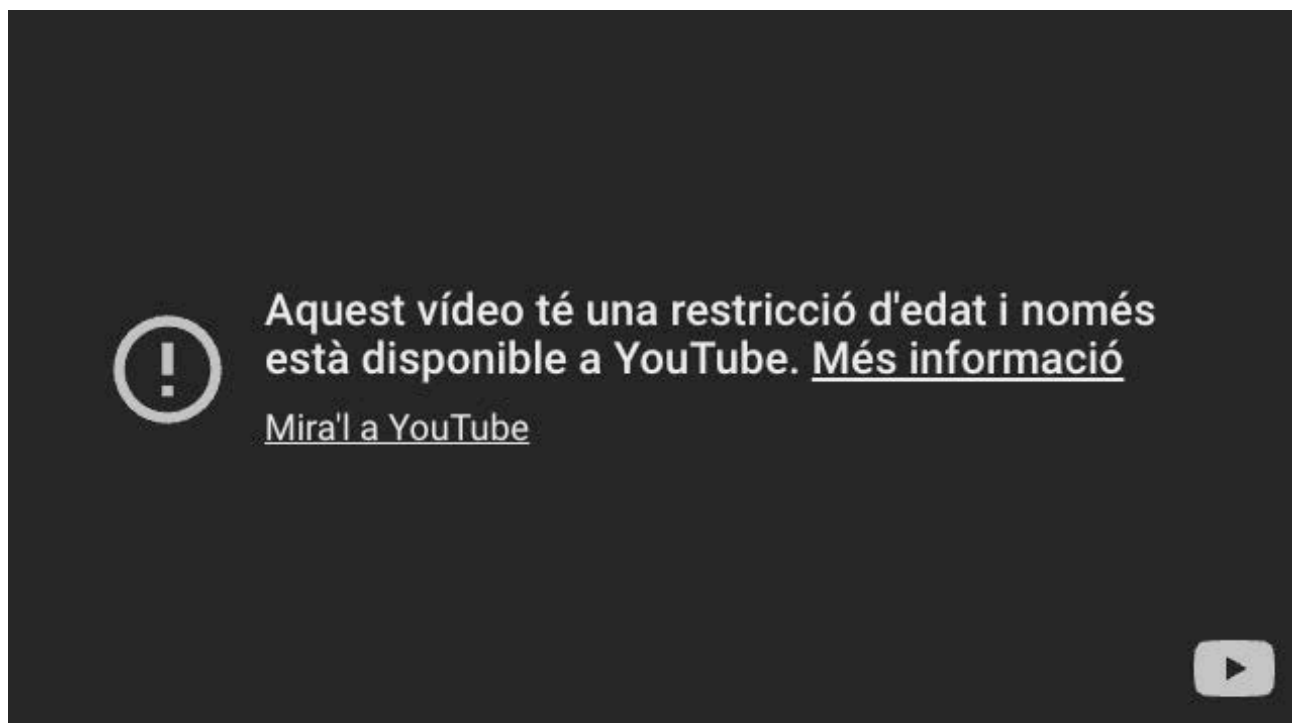 Aquest vídeo té una restricció d'edat i només
està disponible a YouTube. Més informació
Mira'l a YouTube